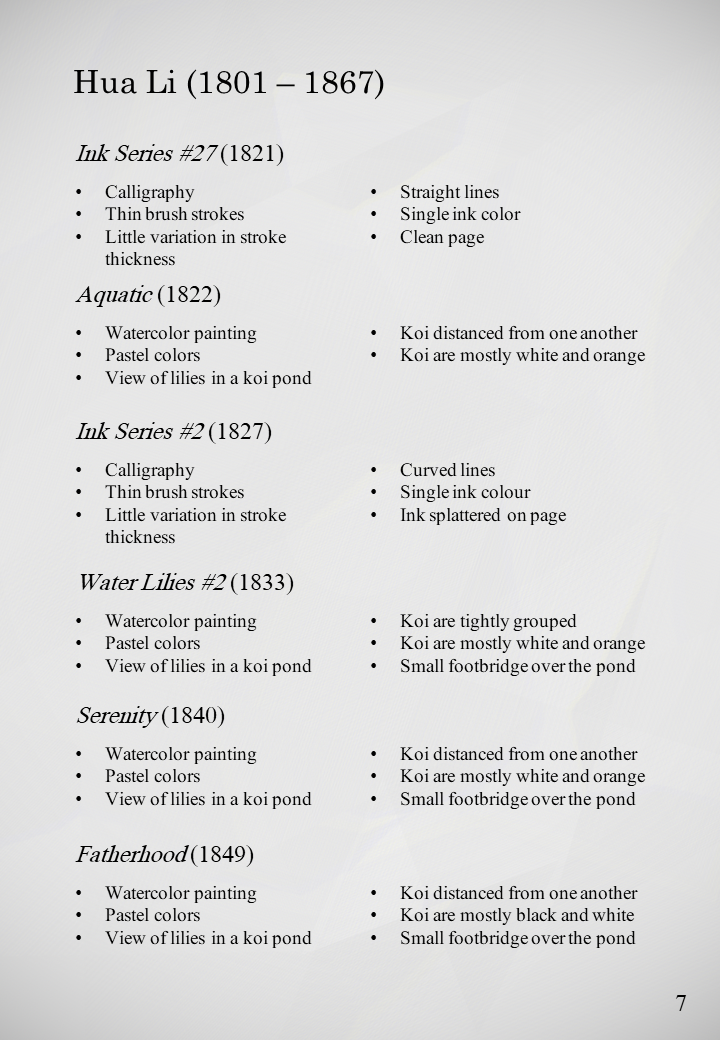 Hua Li (1801 – 1867)
Ink Series #27 (1821)
• Calligraphy
• Thin brush strokes
• Little variation in stroke
thickness
• Straight lines
• Single ink color
• Clean page
Aquatic (1822)
• Watercolor painting
• Pastel colors
• View of lilies in a koi pond
• Koi distanced from one another
• Koi are mostly white and orange
Ink Series #2 (1827)
• Calligraphy
• Thin brush strokes
• Little variation in stroke
thickness
• Curved lines
• Single ink colour
• Ink splattered on page
Water Lilies #2 (1833)
• Watercolor painting
• Pastel colors
• View of lilies in a koi pond
• Koi are tightly grouped
• Koi are mostly white and orange
• Small footbridge over the pond
Serenity (1840)
• Watercolor painting
• Pastel colors
• View of lilies in a koi pond
• Koi distanced from one another
• Koi are mostly white and orange
• Small footbridge over the pond
Fatherhood (1849)
• Watercolor painting
• Pastel colors
• View of lilies in a koi pond
• Koi distanced from one another
• Koi are mostly black and white
• Small footbridge over the pond
7